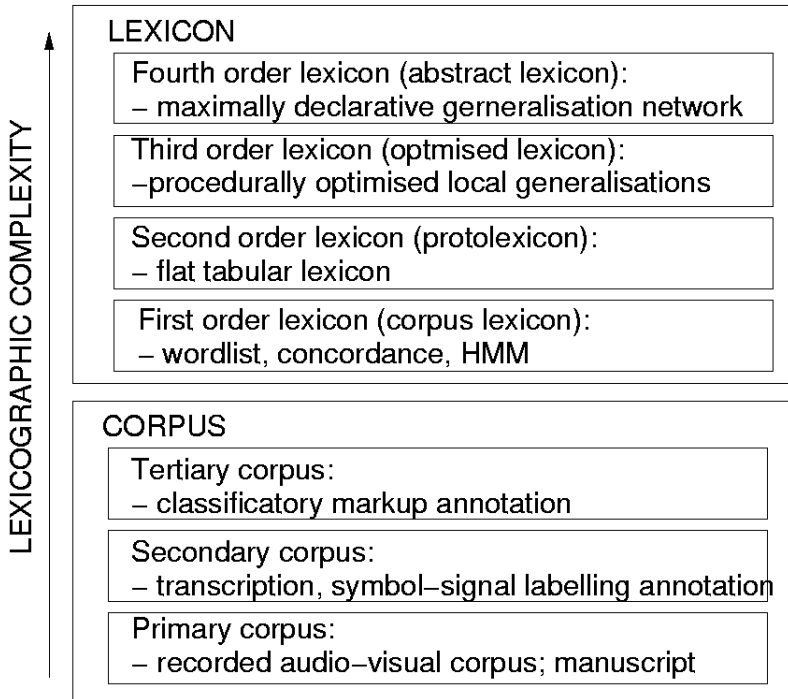 LEXICOGRAPHIC COMPLEXITY
LEXICON
Fourth order lexicon (abstract lexicon):
– maximally declarative gerneralisation network
Third order lexicon (optmised lexicon):
–procedurally optimised local generalisations
Second order lexicon (protolexicon):
– flat tabular lexicon
First order lexicon (corpus lexicon):
– wordlist, concordance, HMM
CORPUS
Tertiary corpus:
– classificatory markup annotation
Secondary corpus:
– transcription, symbol–signal labelling annotation
Primary corpus:
– recorded audio–visual corpus; manuscript